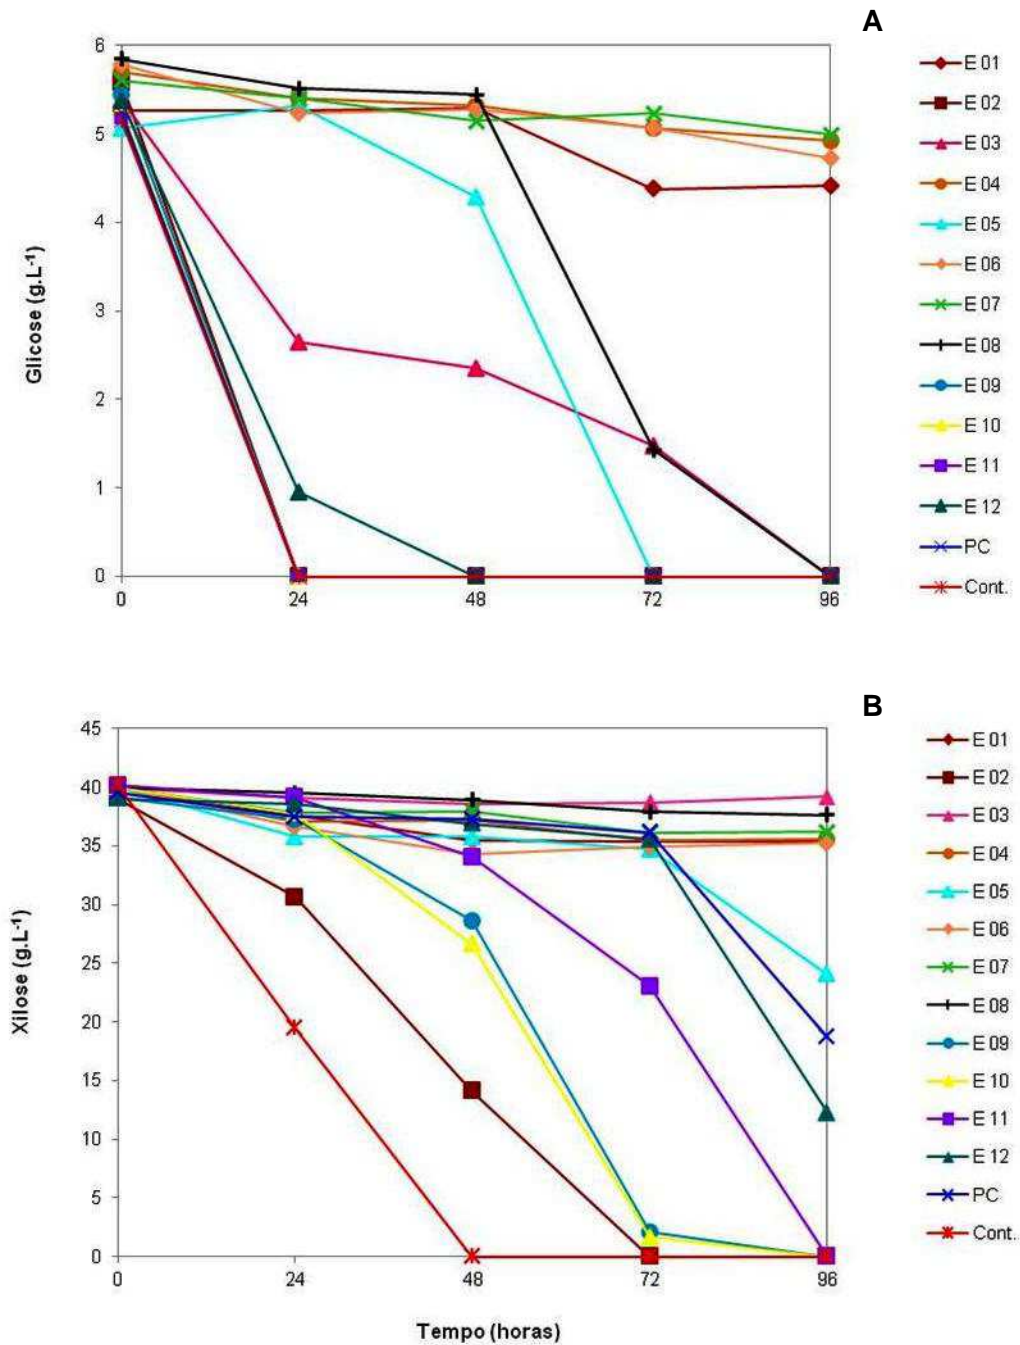 A
6
5
4
3
2
1
0
Glicose (g.L-1)
0 24 48 72 96
E 01
E 02
E 03
E 04
E 05
E 06
E 07
E 08
E 09
E 10
E 11
E 12
PC
Cont.
B
45
40
35
30
25
20
15
10
5
0
Xilose (g.L-1)
0 24 48 72 96
Tempo (horas)
E 01
E 02
E 03
E 04
E 05
E 06
E 07
E 08
E 09
E 10
E 11
E 12
PC
Cont.